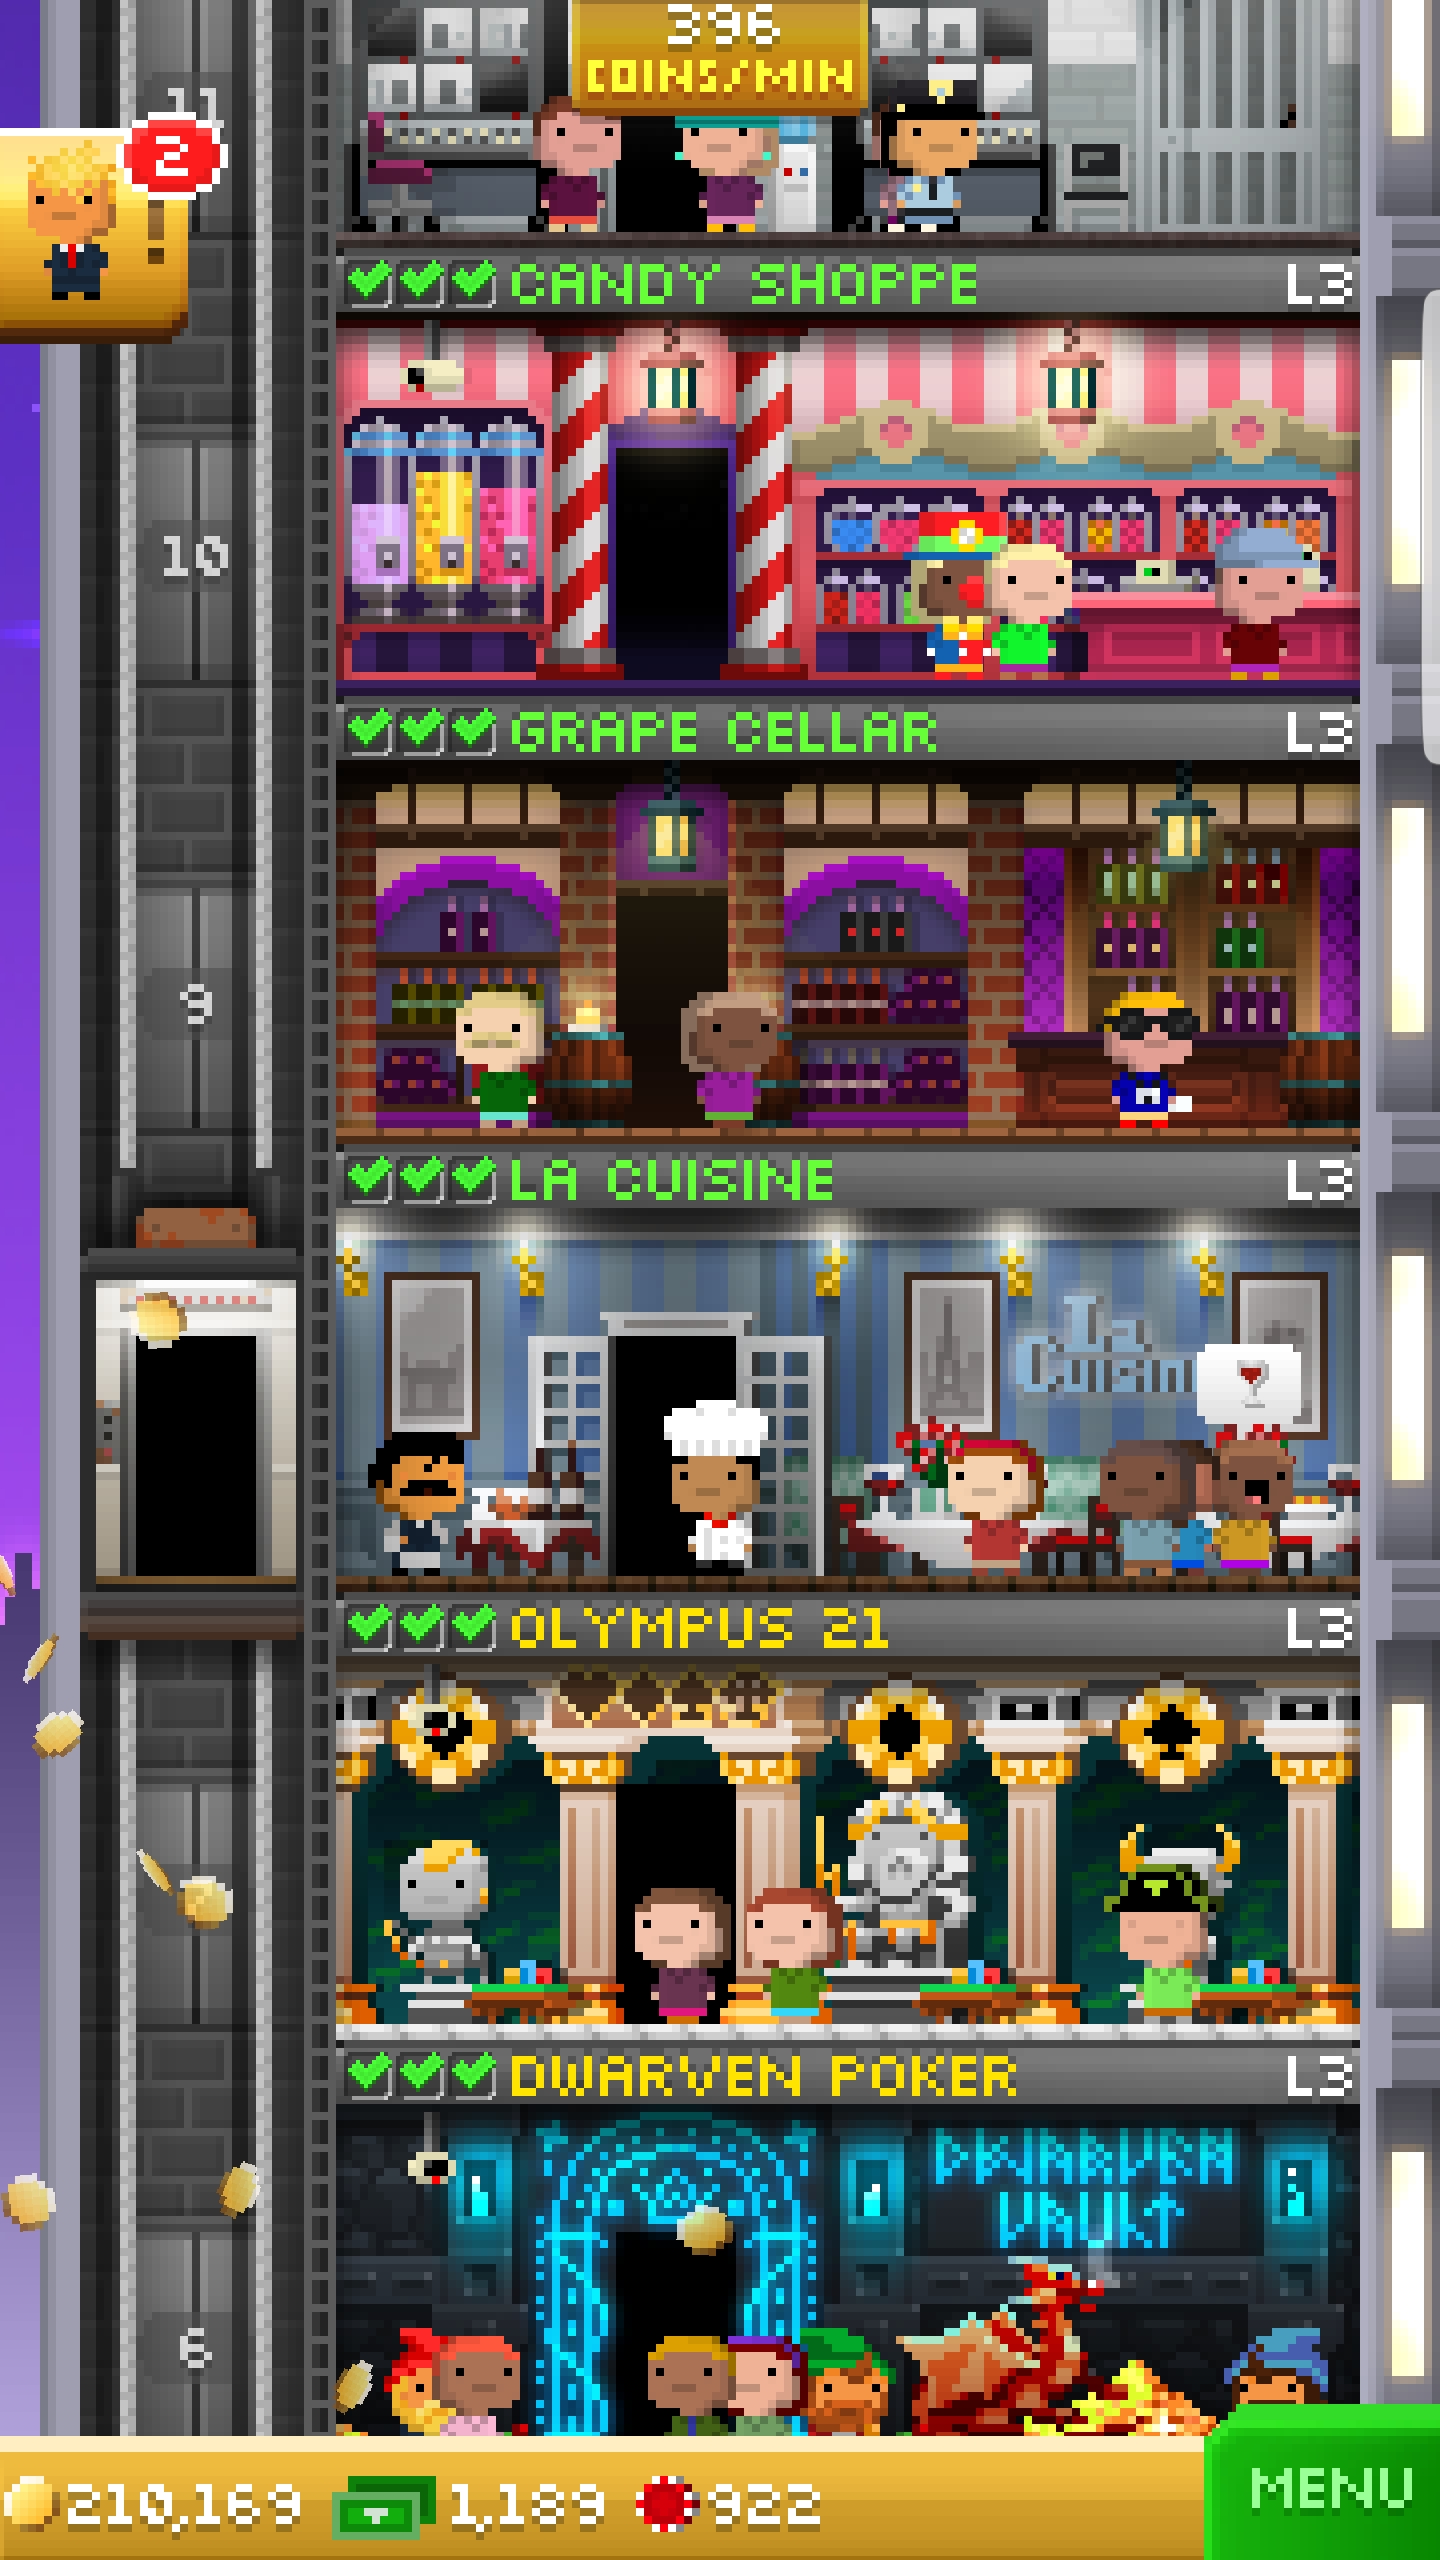 396
COINS/MIN
11
2
!
CANDY SHOPPE L3
10
GRAPE CELLAR L3
9
LA CUISINE L3
La
Cuisin
OLYMPUS 21 L3
DWARVEN POKER L3
DWARVEN
VAULT
6
210,169 1,189 922 MENU